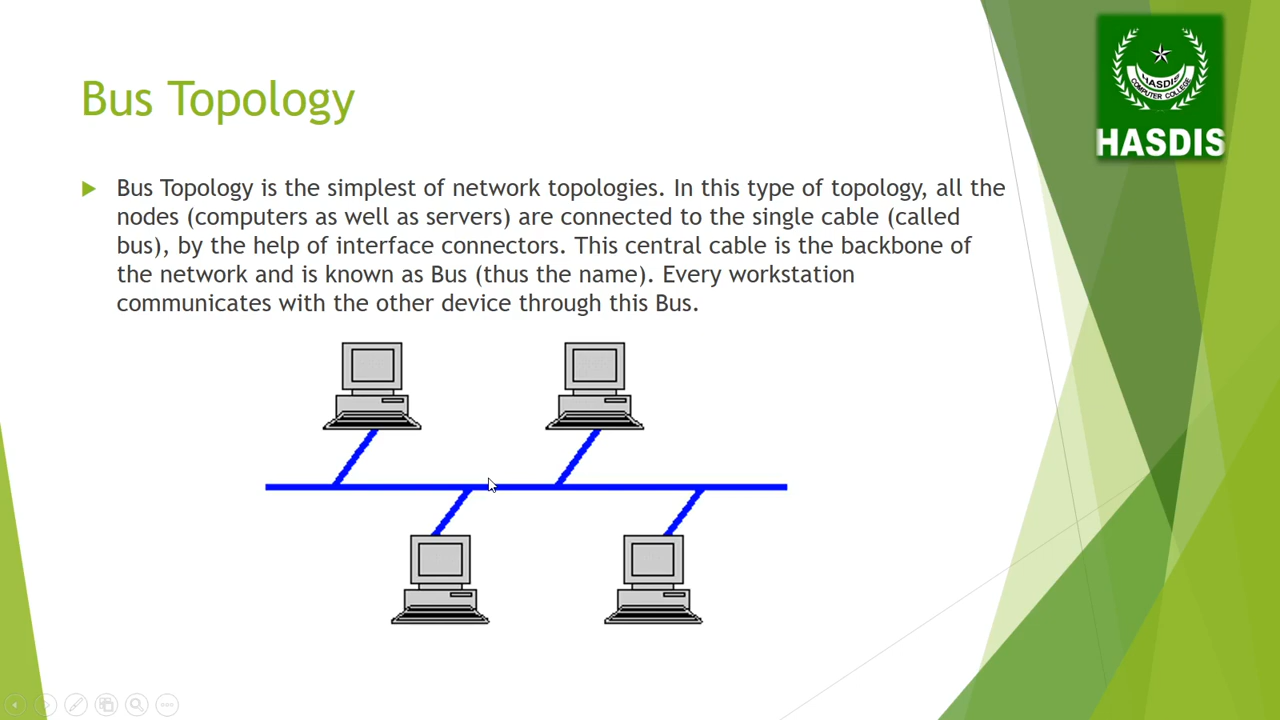 Bus Topology
HASDIS
COMPUTER COLLEGE
HASDIS
Bus Topology is the simplest of network topologies. In this type of topology, all the
nodes (computers as well as servers) are connected to the single cable (called
bus), by the help of interface connectors. This central cable is the backbone of
the network and is known as Bus (thus the name). Every workstation
communicates with the other device through this Bus.